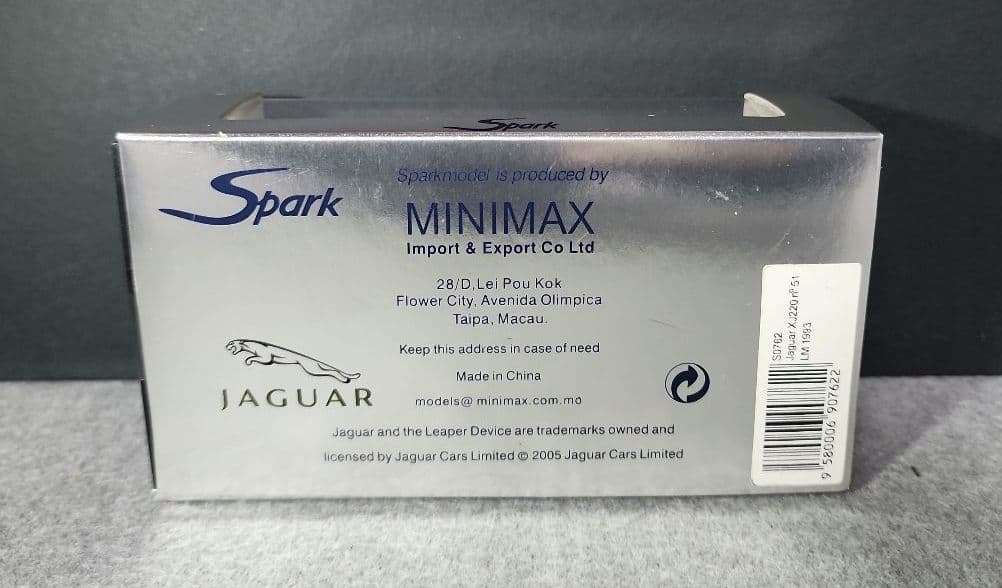 Spark
Spark
Sparkmodel is produced by
MINIMAX
Import & Export Co Ltd
28/D, Lei Pou Kok
Flower City, Avenida Olimpica
Taipa, Macau.
Keep this address in case of need
Made in China
models@minimax.com.mo
JAGUAR
Jaguar and the Leaper Device are trademarks owned and
licensed by Jaguar Cars Limited © 2005 Jaguar Cars Limited
S0762
Jaguar XJ220 nº 51
LM 1993
9 580006 907622